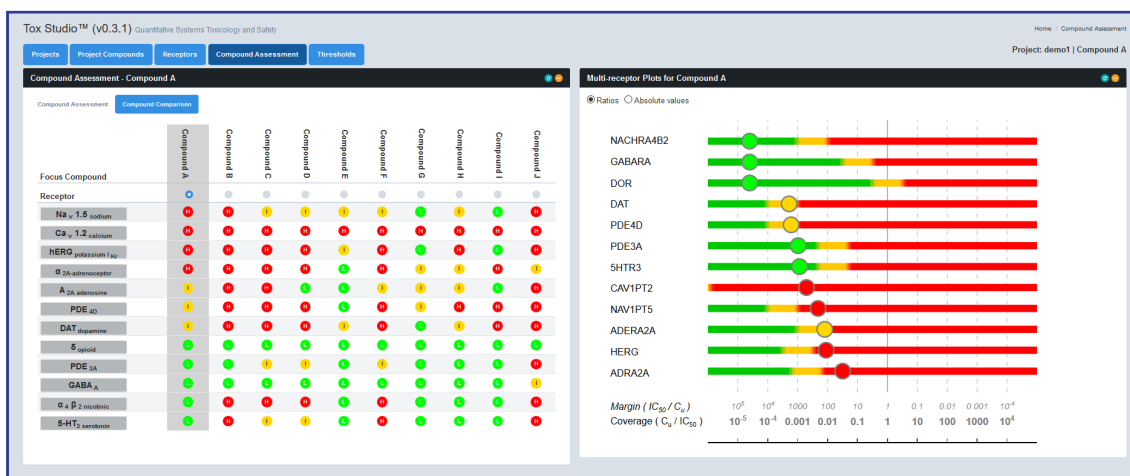 Tox Studio™ (v0.3.1) Quantitative Systems Toxicology and Safety
Home / Compound Assessment
Projects Project Compounds Receptors Compound Assessment Thresholds
Project: demo1 | Compound A
Compound Assessment - Compound A
Compound Assessment Compound Comparison
Focus Compound Compound A Compound B Compound C Compound D Compound E Compound F Compound G Compound H Compound I Compound J
Receptor
Na v 1.5 sodium H H I I I I L I L H
Ca v 1.2 calcium H H H H H H H H H H
hERG potassium I Kr H H H H I H L H L H
α 2A-adrenoceptor H H H H L H I I H I
A 2A adenosine I H H L L I I I L H
PDE 4D I H H H L H I H H H
DAT dopamine I H H H I H L I H H
δ opioid L L L L L L L L L L
PDE 3A L L I I L I L L L H
GABA A L L L L L L L L L I
α 4 β 2 nicotinic L H H H L H L L L H
5-HT3 serotonin L H I I L H L L L H
Multi-receptor Plots for Compound A
Ratios Absolute values
NACHRA4B2
GABARA
DOR
DAT
PDE4D
PDE3A
5HTR3
CAV1PT2
NAV1PT5
ADERA2A
HERG
ADRA2A
Margin ( IC50 / Cu ) 10⁵ 10⁴ 1000 100 10 1 0.1 0.01 0.001 10⁻⁴
Coverage ( Cu / IC50 ) 10⁻⁵ 10⁻⁴ 0.001 0.01 0.1 1 10 100 1000 10⁴